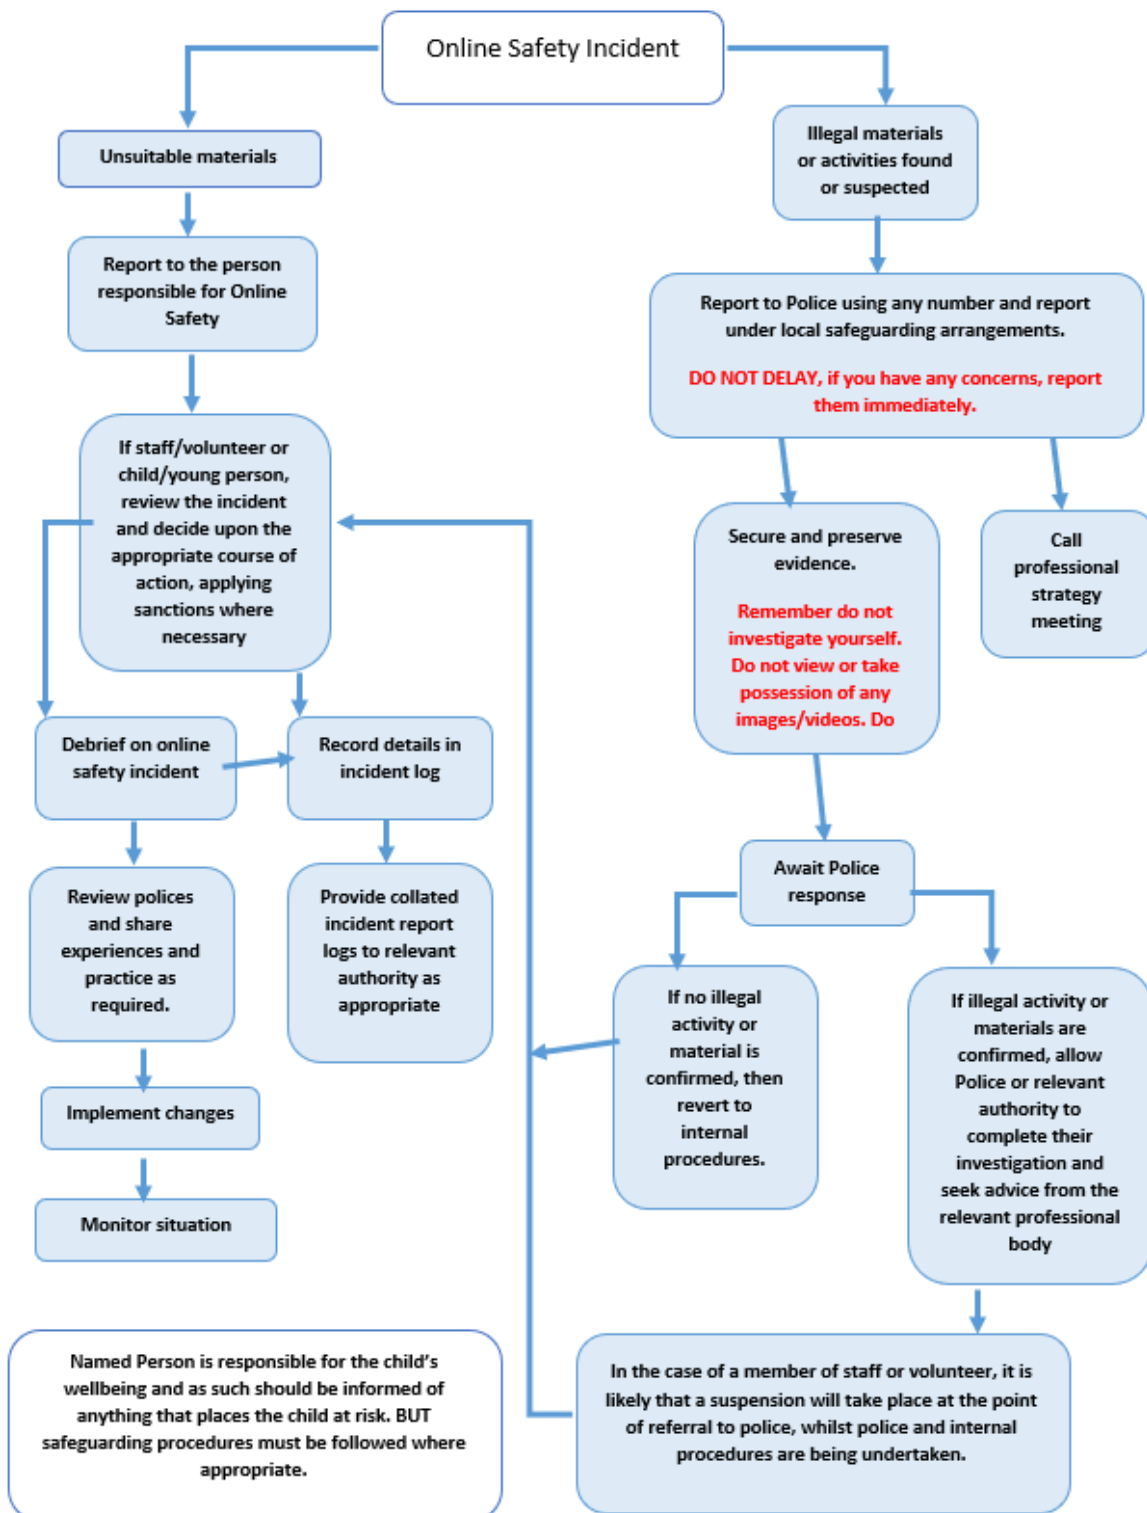 Online Safety Incident
Unsuitable materials
Illegal materials
or activities found
or suspected
Report to the person
responsible for Online
Safety
Report to Police using any number and report
under local safeguarding arrangements.
DO NOT DELAY, if you have any concerns, report
them immediately.
If staff/volunteer or
child/young person,
review the incident
and decide upon the
appropriate course of
action, applying
sanctions where
necessary
Secure and preserve
evidence.
Remember do not
investigate yourself.
Do not view or take
possession of any
images/videos. Do
Call
professional
strategy
meeting
Debrief on online
safety incident
Record details in
incident log
Await Police
response
Review polices
and share
experiences and
practice as
required.
Provide collated
incident report
logs to relevant
authority as
appropriate
If no illegal
activity or
material is
confirmed, then
revert to
internal
procedures.
If illegal activity or
materials are
confirmed, allow
Police or relevant
authority to
complete their
investigation and
seek advice from the
relevant professional
body
Implement changes
Monitor situation
Named Person is responsible for the child's
wellbeing and as such should be informed of
anything that places the child at risk. BUT
safeguarding procedures must be followed where
appropriate.
In the case of a member of staff or volunteer, it is
likely that a suspension will take place at the point
of referral to police, whilst police and internal
procedures are being undertaken.